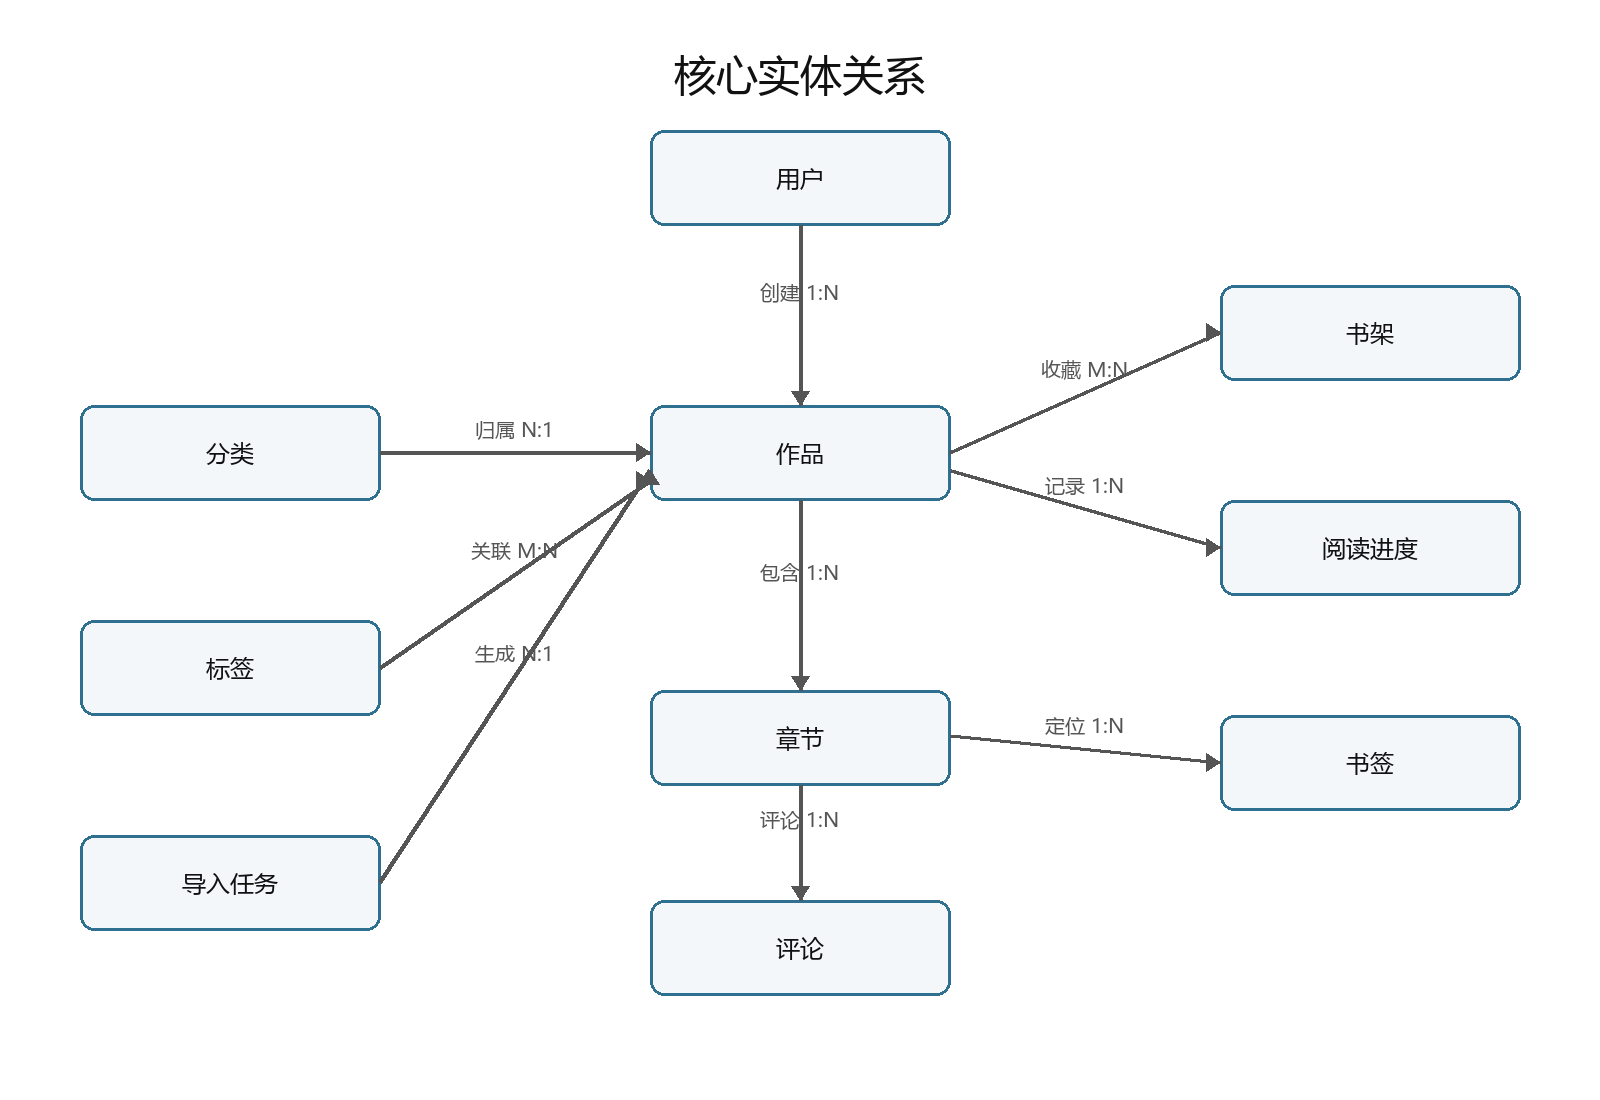 核心实体关系
用户
创建 1:N
书架
收藏 M:N
分类
归属 N:1
作品
记录 1:N
阅读进度
关联 M:N
包含 1:N
标签
生成 N:1
章节
定位 1:N
书签
评论 1:N
导入任务
评论